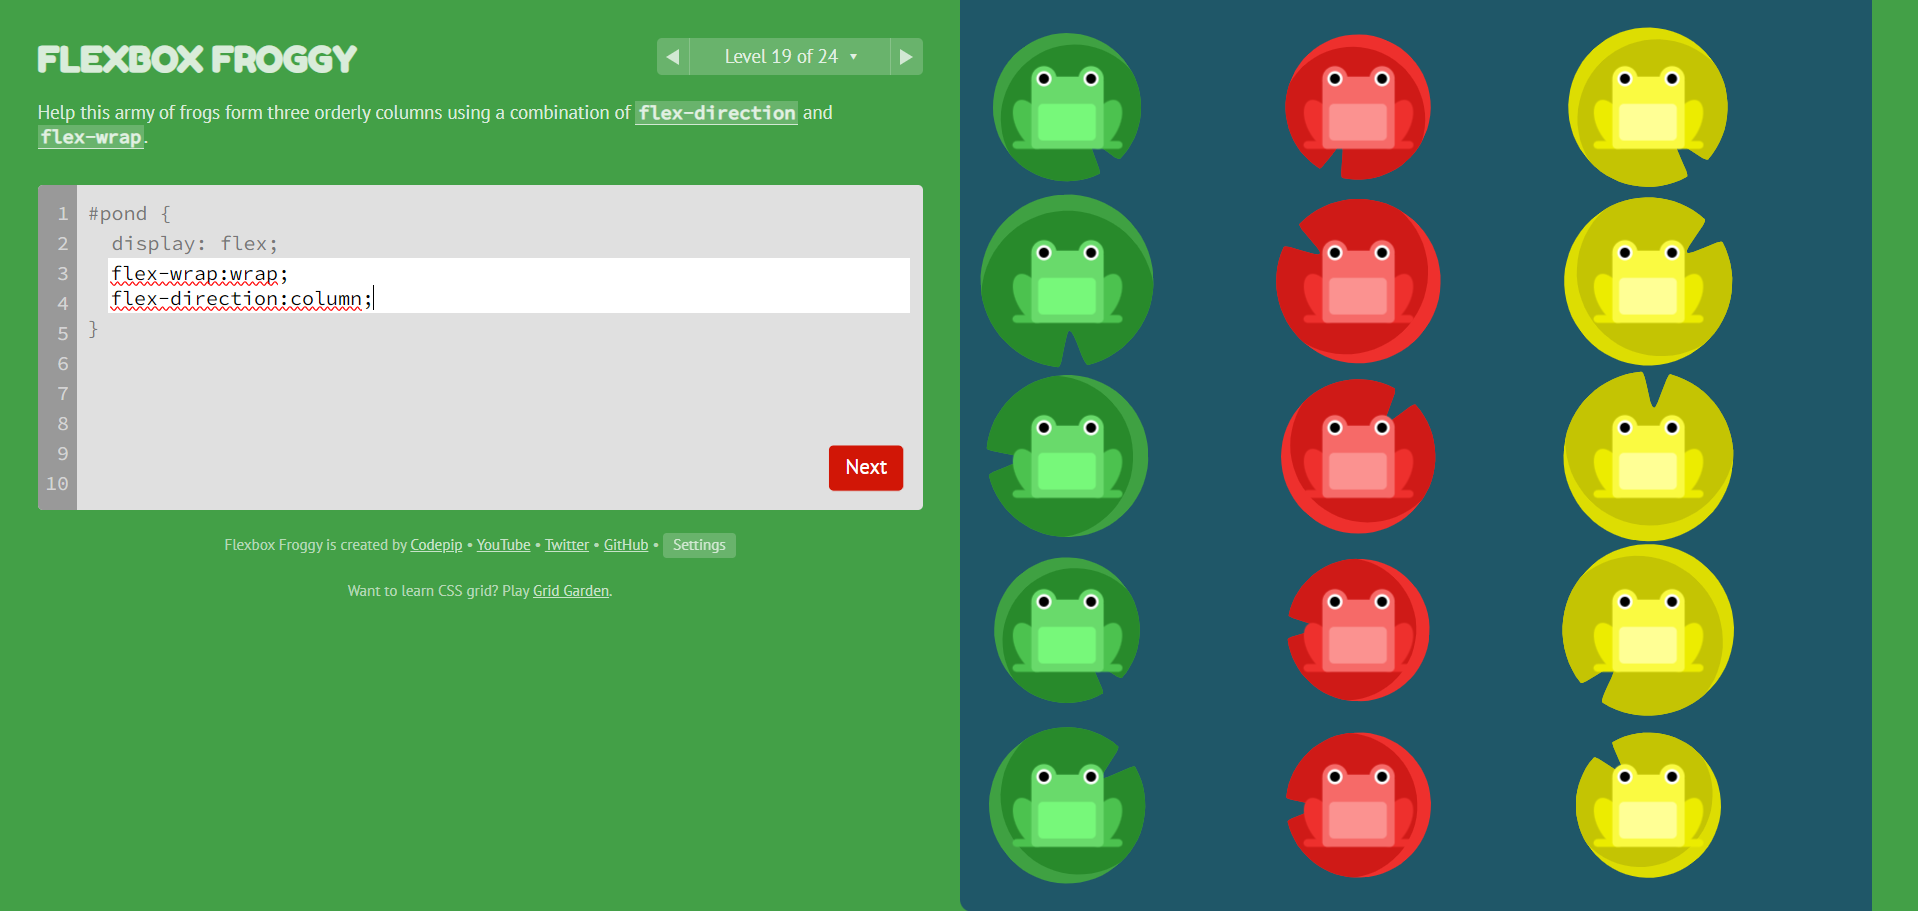 FLEXBOX FROGGY
◀ Level 19 of 24 ▾ ▶
Help this army of frogs form three orderly columns using a combination of flex-direction and
flex-wrap.
1 #pond {
2 display: flex;
3 flex-wrap:wrap;
4 flex-direction:column;
5 }
6
7
8
9
10
Next
Flexbox Froggy is created by Codepip • YouTube • Twitter • GitHub • Settings
Want to learn CSS grid? Play Grid Garden.